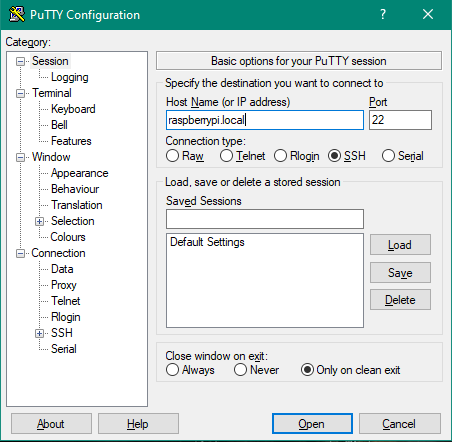 PuTTY Configuration
Category:
Session
Logging
Terminal
Keyboard
Bell
Features
Window
Appearance
Behaviour
Translation
Selection
Colours
Connection
Data
Proxy
Telnet
Rlogin
SSH
Serial
Basic options for your PuTTY session
Specify the destination you want to connect to
Host Name (or IP address) Port
raspberrypi.local 22
Connection type:
Raw Telnet Rlogin SSH Serial
Load, save or delete a stored session
Saved Sessions
Default Settings
Load
Save
Delete
Close window on exit:
Always Never Only on clean exit
About Help Open Cancel